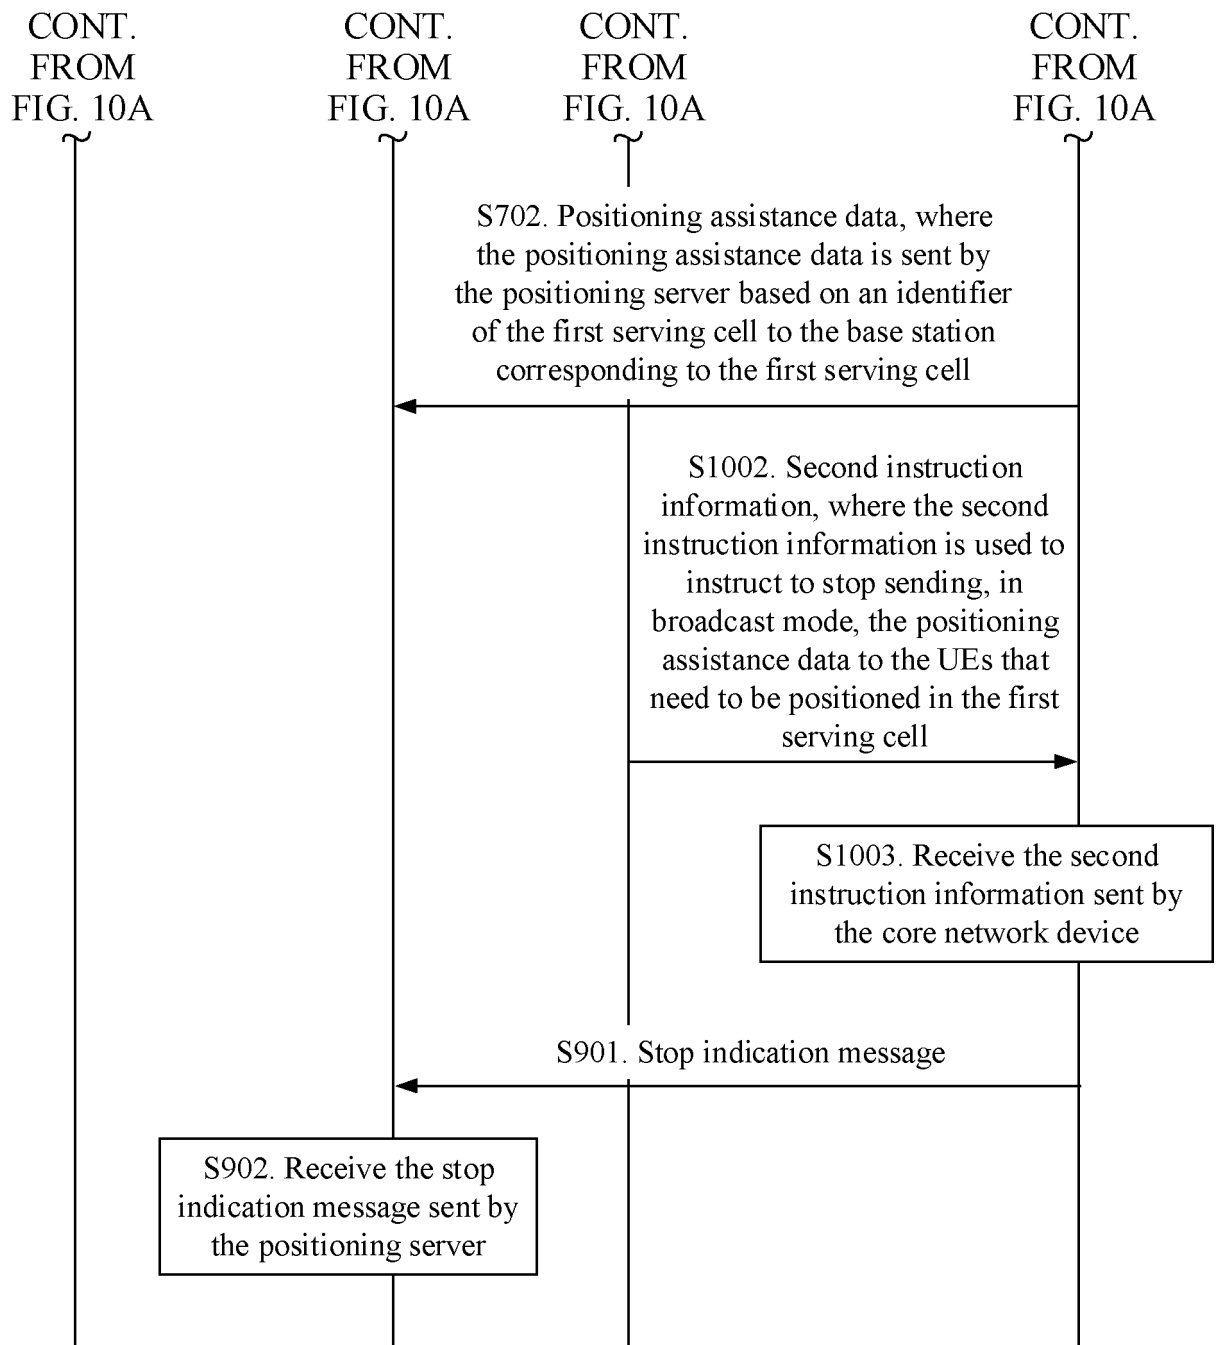 CONT.
FROM
FIG. 10A
CONT.
FROM
FIG. 10A
CONT.
FROM
FIG. 10A
CONT.
FROM
FIG. 10A
S702. Positioning assistance data, where
the positioning assistance data is sent by
the positioning server based on an identifier
of the first serving cell to the base station
corresponding to the first serving cell
S1002. Second instruction
information, where the second
instruction information is used to
instruct to stop sending, in
broadcast mode, the positioning
assistance data to the UEs that
need to be positioned in the first
serving cell
S1003. Receive the second
instruction information sent by
the core network device
S901. Stop indication message
S902. Receive the stop
indication message sent by
the positioning server